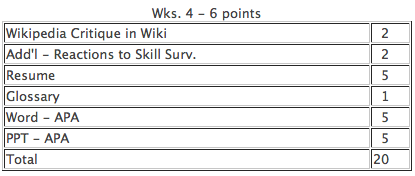 Wks. 4 - 6 points
Wikipedia Critique in Wiki 2
Add'l - Reactions to Skill Surv. 2
Resume 5
Glossary 1
Word - APA 5
PPT - APA 5
Total 20